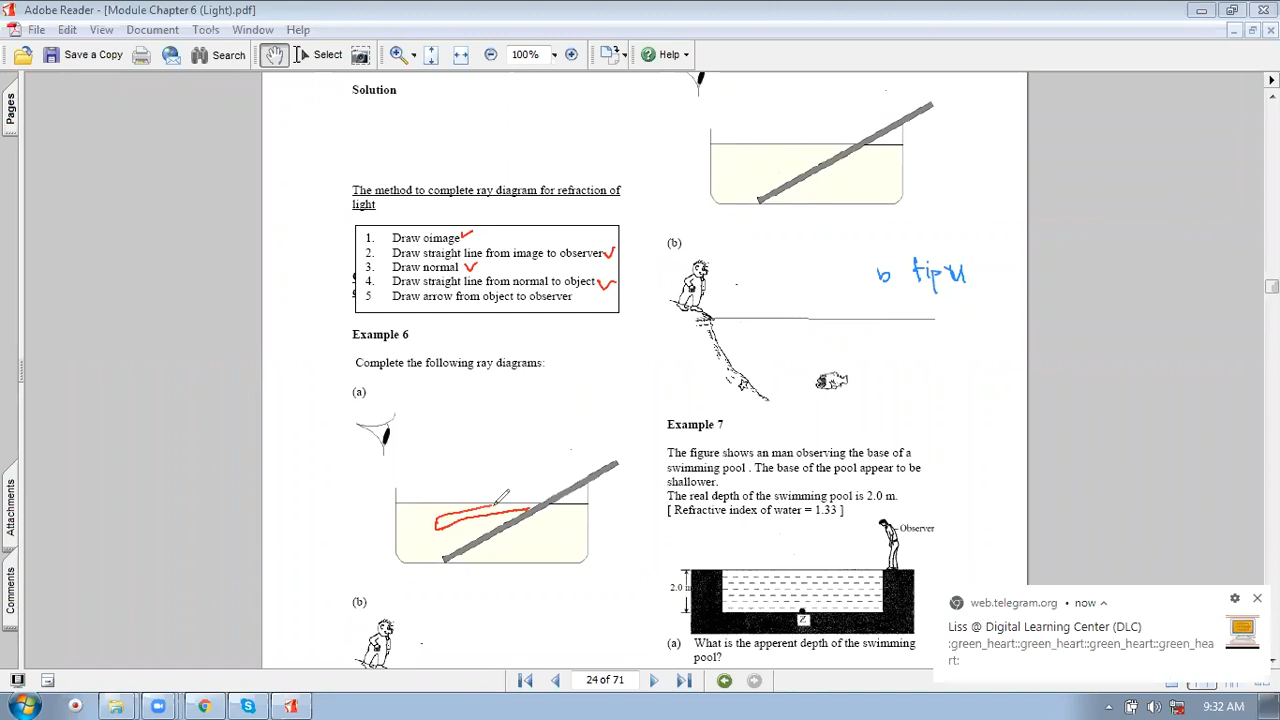 Adobe Reader - [Module Chapter 6 (Light).pdf]
File Edit View Document Tools Window Help
Save a Copy Search Select 100% Help
Pages
Attachments
Comments
Solution
The method to complete ray diagram for refraction of
light
1. Draw oimage
2. Draw straight line from image to observer
3. Draw normal
4. Draw straight line from normal to object
5 Draw arrow from object to observer
Example 6
Complete the following ray diagrams:
(a)
(b)
(b)
Example 7
The figure shows an man observing the base of a
swimming pool . The base of the pool appear to be
shallower.
The real depth of the swimming pool is 2.0 m.
[ Refractive index of water = 1.33 ]
Observer
2.0 m
Z
(a) What is the apperent depth of the swimming
pool?
web.telegram.org • now
Liss @ Digital Learning Center (DLC)
:green_heart::green_heart::green_heart::green_hea
rt:
24 of 71
9:32 AM